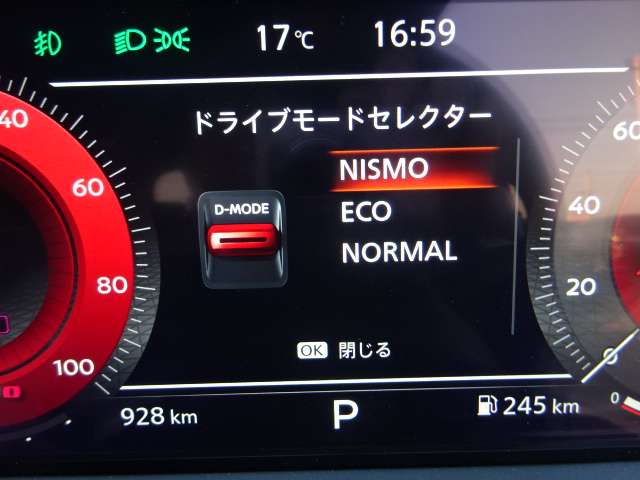 17℃ 16:59
ドライブモードセレクター
NISMO
D-MODE
ECO
NORMAL
OK 閉じる
40
60
80
100
60
40
20
0
928 km P 245 km
0